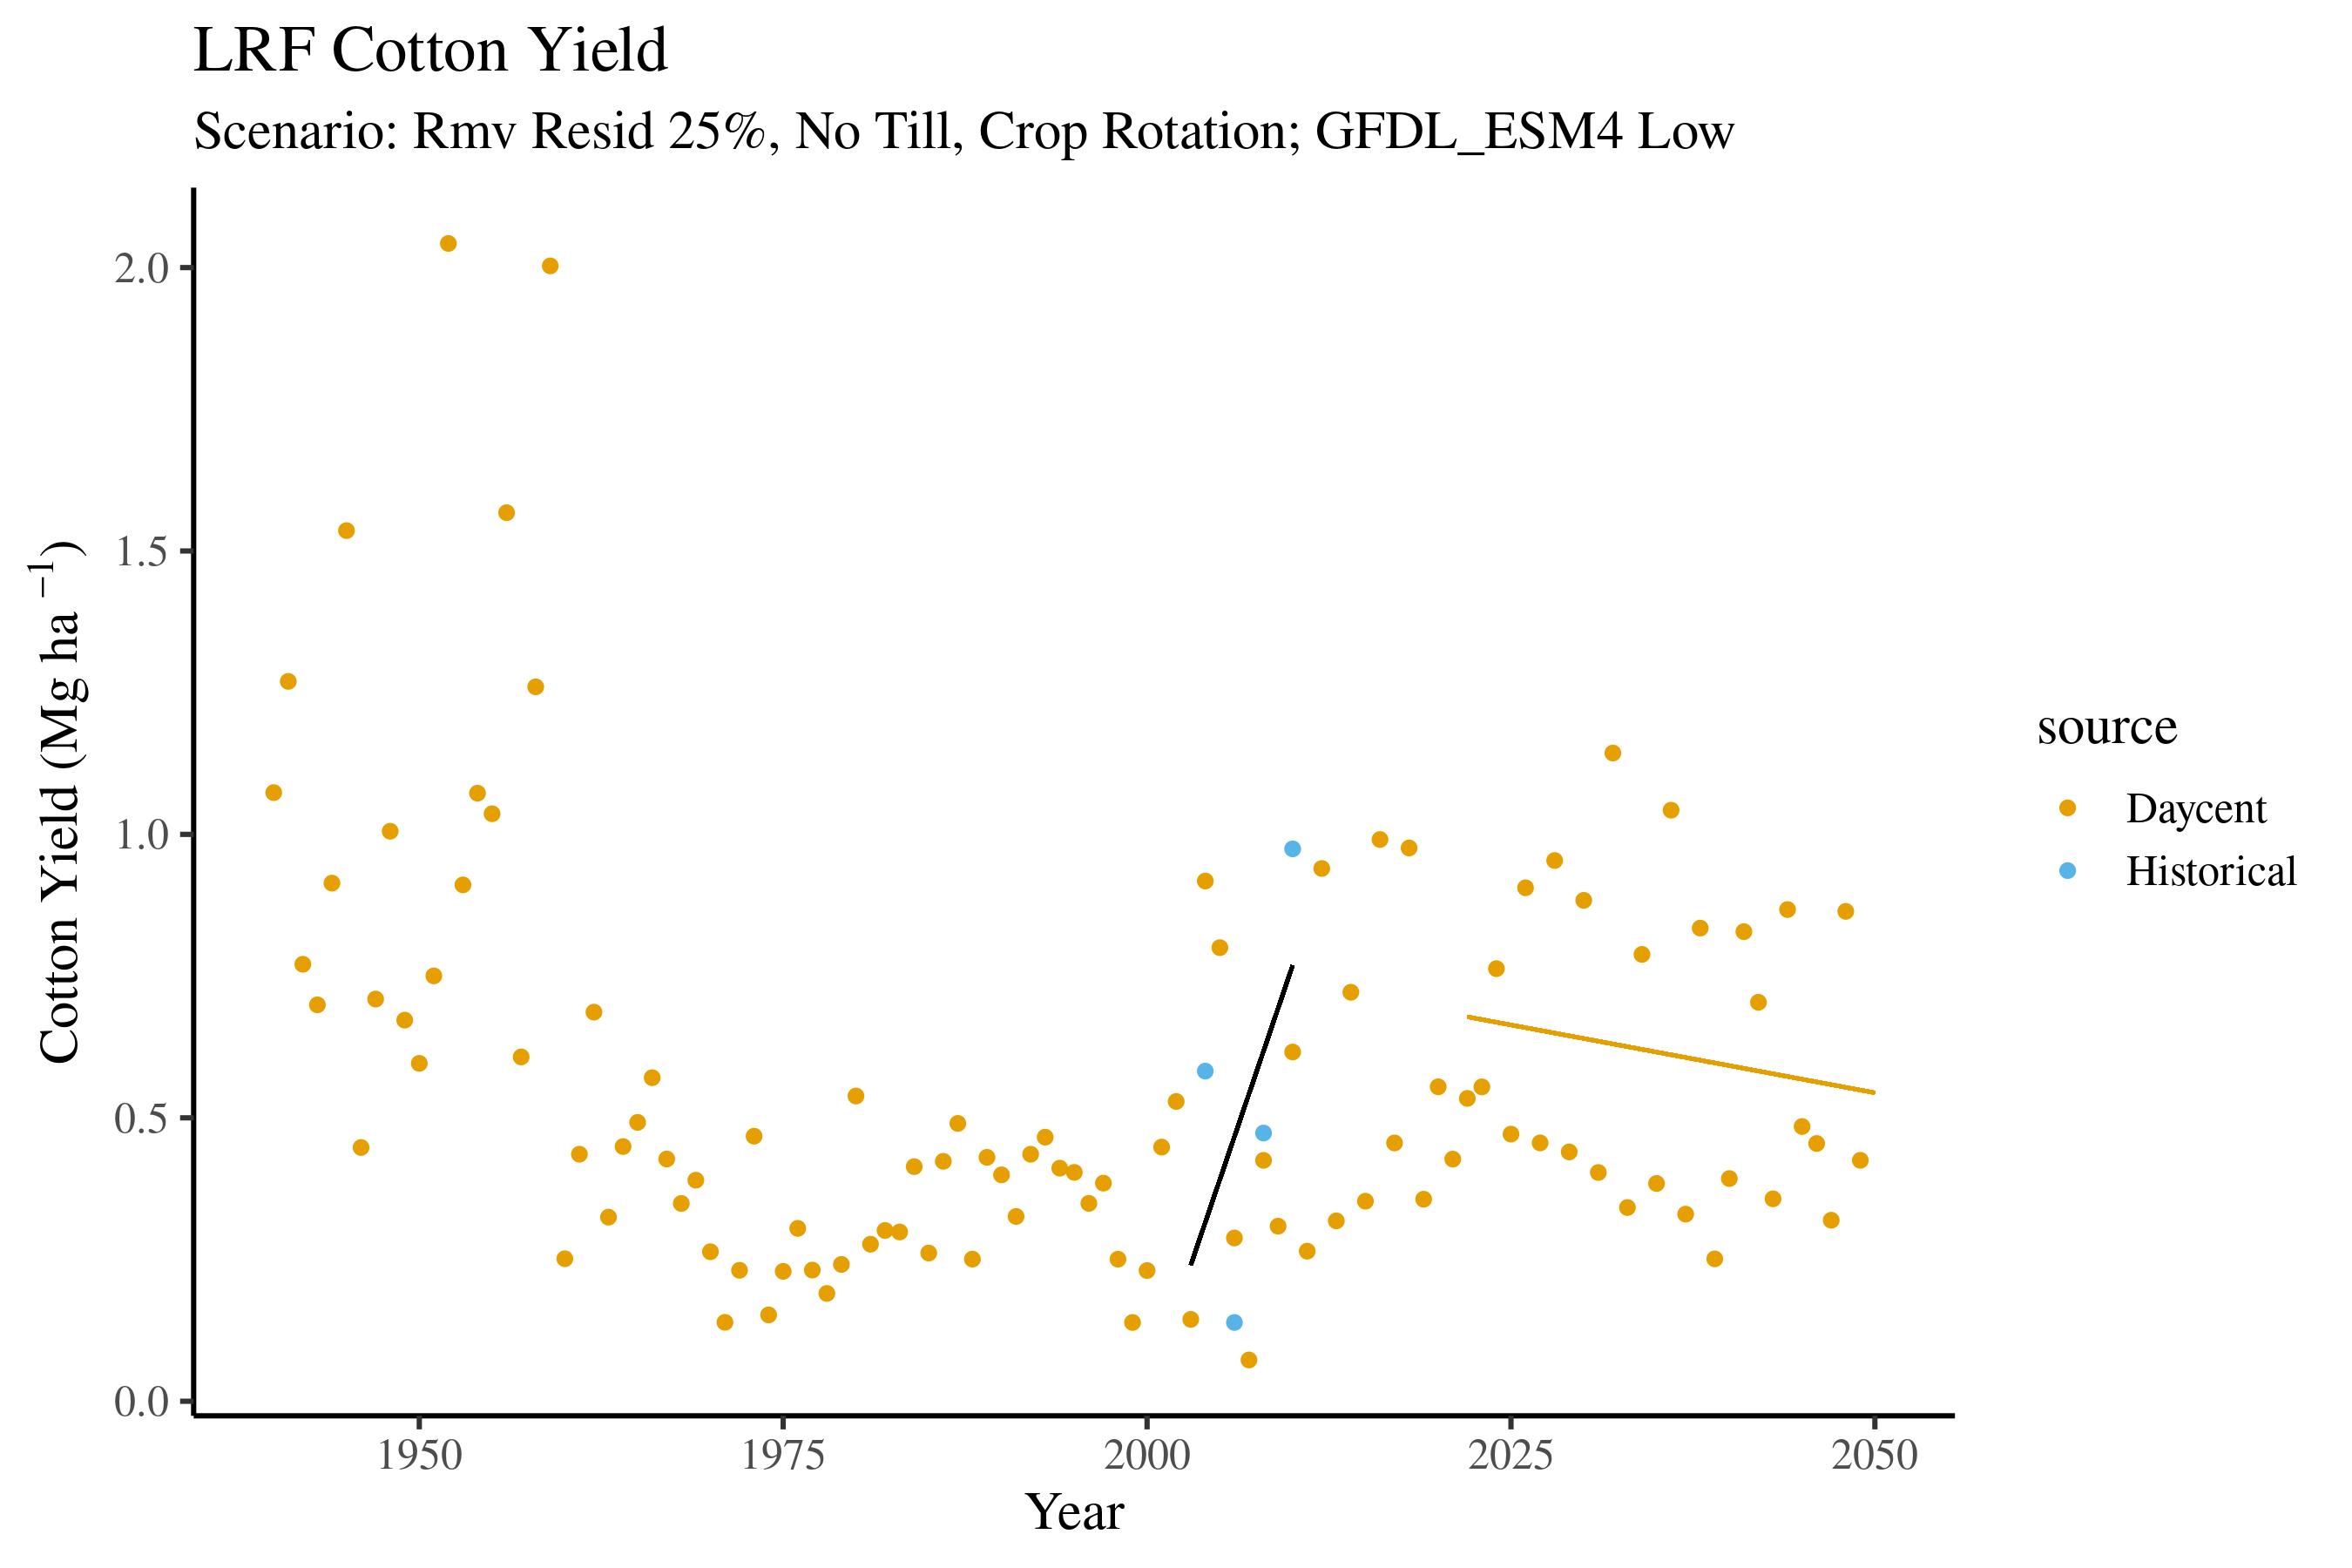 LRF Cotton Yield
Scenario: Rmv Resid 25%, No Till, Crop Rotation; GFDL_ESM4 Low
Cotton Yield (Mg ha −1)
2.0
1.5
1.0
0.5
0.0
1950 1975 2000 2025 2050
Year
source
Daycent
Historical